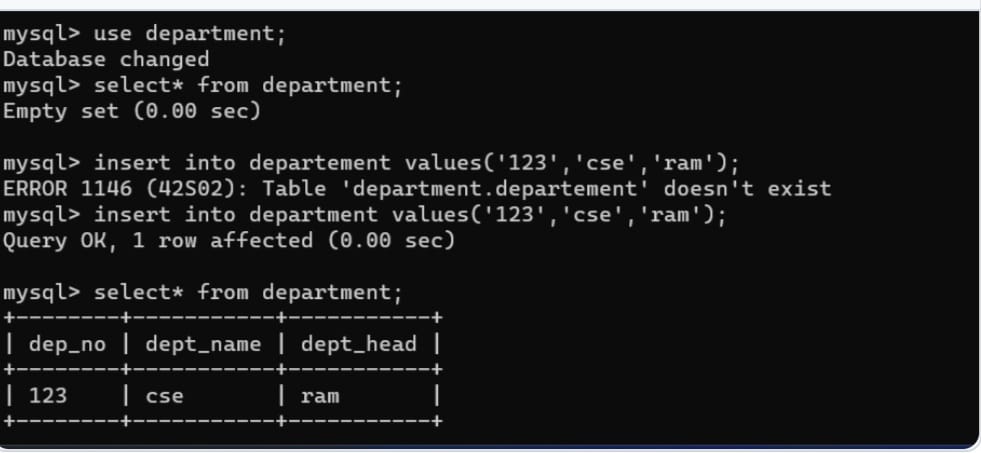 mysql> use department;
Database changed
mysql> select* from department;
Empty set (0.00 sec)
mysql> insert into departement values('123','cse','ram');
ERROR 1146 (42S02): Table 'department.departement' doesn't exist
mysql> insert into department values('123','cse','ram');
Query OK, 1 row affected (0.00 sec)
mysql> select* from department;
+--------+-----------+-----------+
| dep_no | dept_name | dept_head |
+--------+-----------+-----------+
| 123    | cse       | ram       |
+--------+-----------+-----------+